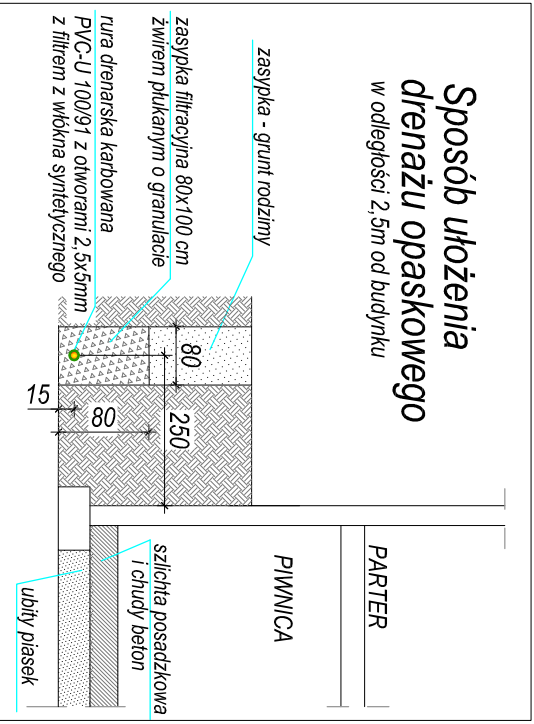 Sposób ułożenia
drenażu opaskowego
w odległości 2,5m od budynku
zasypka - grunt rodzimy
zasypka filtracyjna 80x100 cm
żwirem płukanym o granulacie
rura drenarska karbowana
PVC-U 100/91 z otworami 2,5x5mm
z filtrem z włókna syntetycznego
80
250
80
15
PARTER
PIWNICA
szlichta posadzkowa
i chudy beton
ubity piasek